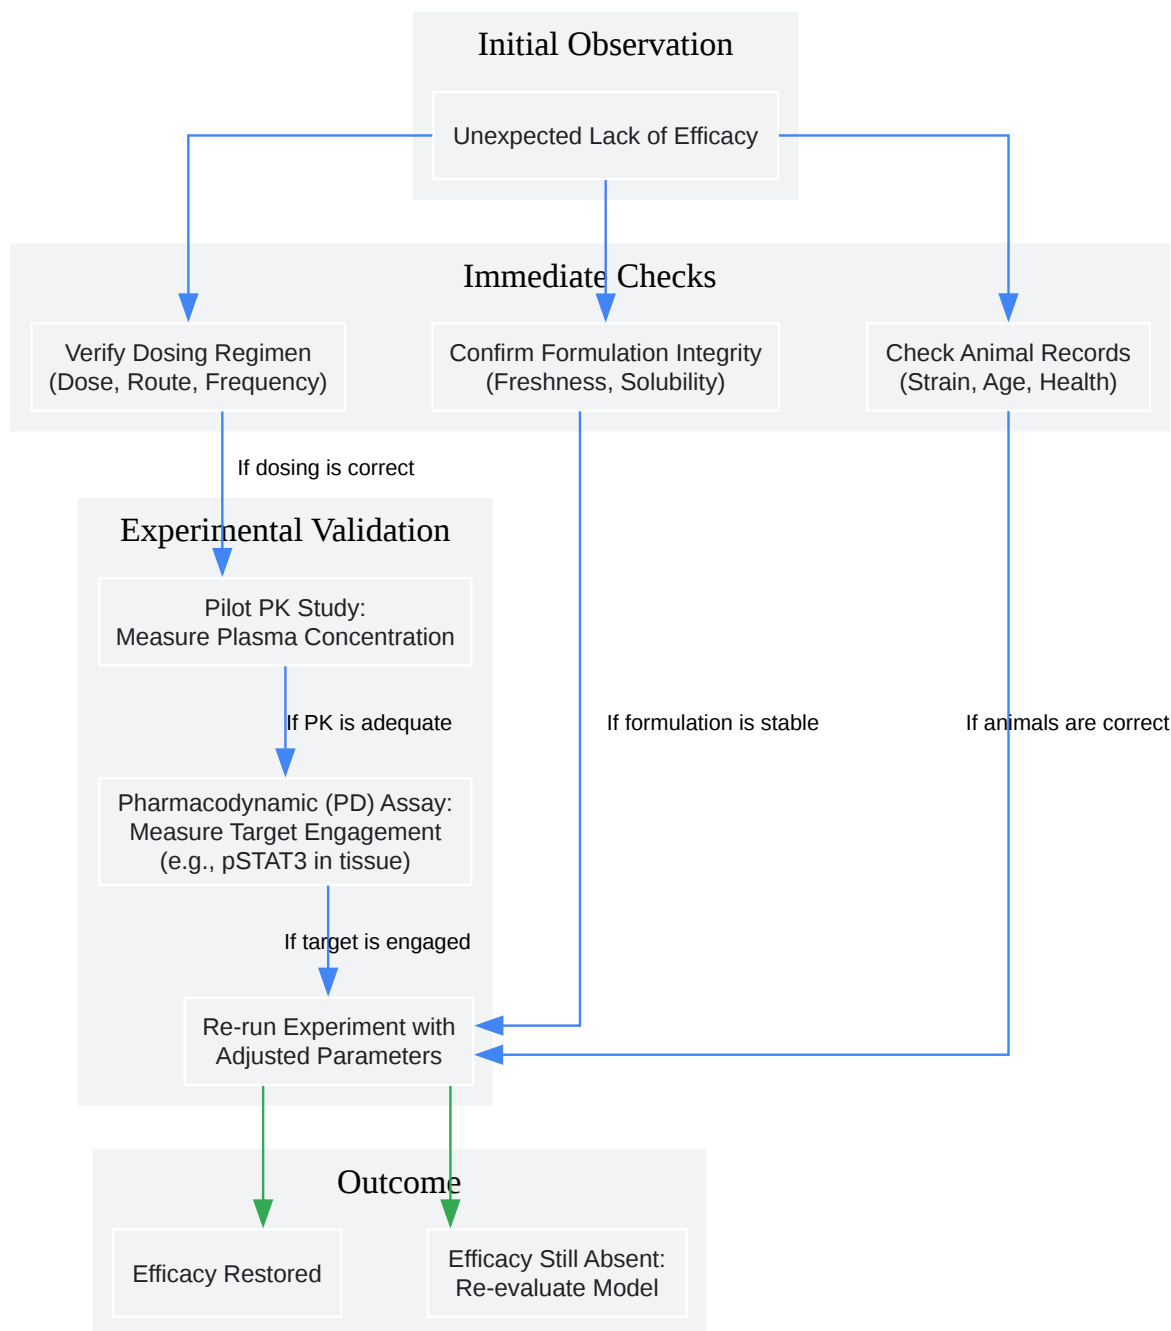 Initial Observation
Unexpected Lack of Efficacy
Immediate Checks
Verify Dosing Regimen
(Dose, Route, Frequency)
Confirm Formulation Integrity
(Freshness, Solubility)
Check Animal Records
(Strain, Age, Health)
If dosing is correct
Experimental Validation
Pilot PK Study:
Measure Plasma Concentration
If PK is adequate
If formulation is stable
If animals are correct
Pharmacodynamic (PD) Assay:
Measure Target Engagement
(e.g., pSTAT3 in tissue)
If target is engaged
Re-run Experiment with
Adjusted Parameters
Outcome
Efficacy Restored
Efficacy Still Absent:
Re-evaluate Model